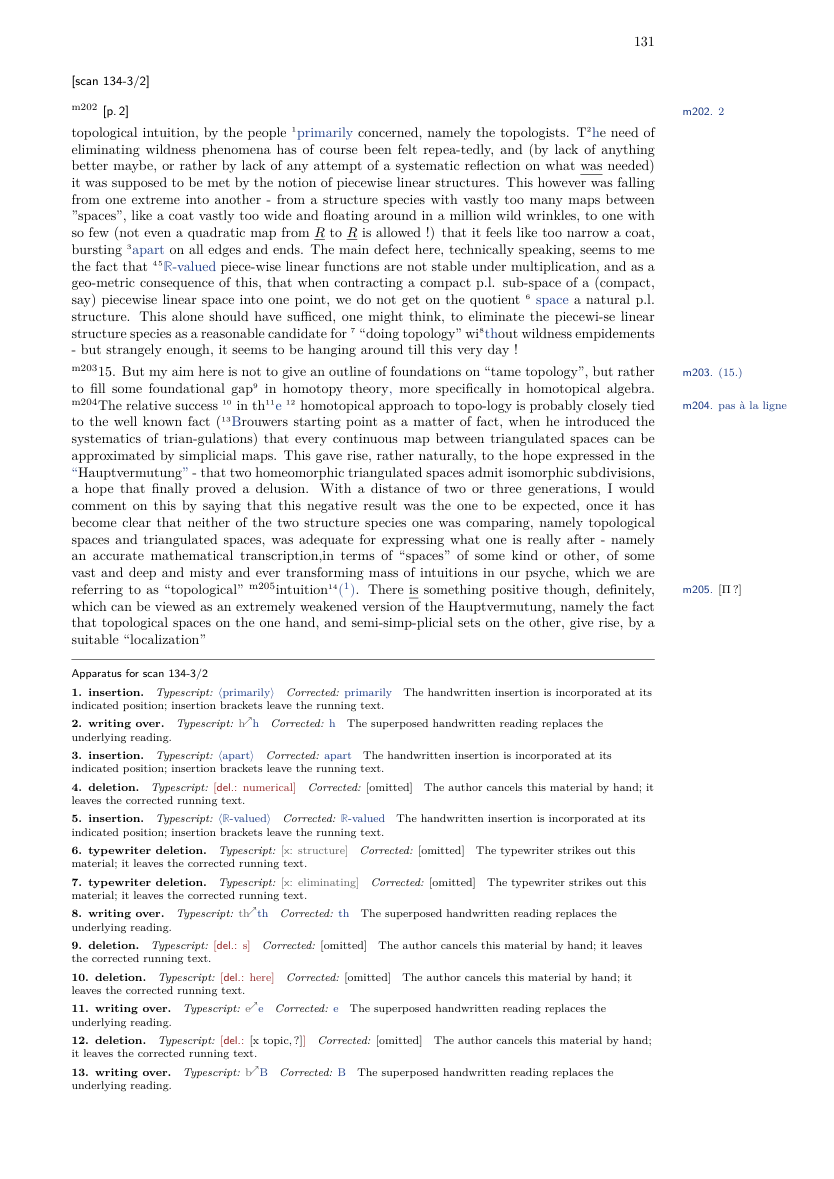 131
[scan 134-3/2]
m202 [p. 2]
m202. 2
topological intuition, by the people ¹primarily concerned, namely the topologists. T²he need of
eliminating wildness phenomena has of course been felt repea-tedly, and (by lack of anything
better maybe, or rather by lack of any attempt of a systematic reflection on what was needed)
it was supposed to be met by the notion of piecewise linear structures. This however was falling
from one extreme into another - from a structure species with vastly too many maps between
”spaces”, like a coat vastly too wide and floating around in a million wild wrinkles, to one with
so few (not even a quadratic map from R to R is allowed !) that it feels like too narrow a coat,
bursting ³apart on all edges and ends. The main defect here, technically speaking, seems to me
the fact that ⁴⁵ℝ-valued piece-wise linear functions are not stable under multiplication, and as a
geo-metric consequence of this, that when contracting a compact p.l. sub-space of a (compact,
say) piecewise linear space into one point, we do not get on the quotient ⁶ space a natural p.l.
structure. This alone should have sufficed, one might think, to eliminate the piecewi-se linear
structure species as a reasonable candidate for ⁷ “doing topology” wi⁸thout wildness empidements
- but strangely enough, it seems to be hanging around till this very day !
m20315. But my aim here is not to give an outline of foundations on “tame topology”, but rather
m203. (15.)
to fill some foundational gap⁹ in homotopy theory, more specifically in homotopical algebra.
m204The relative success ¹⁰ in th¹¹e ¹² homotopical approach to topo-logy is probably closely tied
m204. pas à la ligne
to the well known fact (¹³Brouwers starting point as a matter of fact, when he introduced the
systematics of trian-gulations) that every continuous map between triangulated spaces can be
approximated by simplicial maps. This gave rise, rather naturally, to the hope expressed in the
“Hauptvermutung” - that two homeomorphic triangulated spaces admit isomorphic subdivisions,
a hope that finally proved a delusion. With a distance of two or three generations, I would
comment on this by saying that this negative result was the one to be expected, once it has
become clear that neither of the two structure species one was comparing, namely topological
spaces and triangulated spaces, was adequate for expressing what one is really after - namely
an accurate mathematical transcription,in terms of “spaces” of some kind or other, of some
vast and deep and misty and ever transforming mass of intuitions in our psyche, which we are
referring to as “topological” m205intuition¹⁴(¹). There is something positive though, definitely,
m205. [Π ?]
which can be viewed as an extremely weakened version of the Hauptvermutung, namely the fact
that topological spaces on the one hand, and semi-simp-plicial sets on the other, give rise, by a
suitable “localization”
Apparatus for scan 134-3/2
1. insertion. Typescript: ⟨primarily⟩ Corrected: primarily The handwritten insertion is incorporated at its
indicated position; insertion brackets leave the running text.
2. writing over. Typescript: h↗h Corrected: h The superposed handwritten reading replaces the
underlying reading.
3. insertion. Typescript: ⟨apart⟩ Corrected: apart The handwritten insertion is incorporated at its
indicated position; insertion brackets leave the running text.
4. deletion. Typescript: [del.: numerical] Corrected: [omitted] The author cancels this material by hand; it
leaves the corrected running text.
5. insertion. Typescript: ⟨ℝ-valued⟩ Corrected: ℝ-valued The handwritten insertion is incorporated at its
indicated position; insertion brackets leave the running text.
6. typewriter deletion. Typescript: [x: structure] Corrected: [omitted] The typewriter strikes out this
material; it leaves the corrected running text.
7. typewriter deletion. Typescript: [x: eliminating] Corrected: [omitted] The typewriter strikes out this
material; it leaves the corrected running text.
8. writing over. Typescript: th↗th Corrected: th The superposed handwritten reading replaces the
underlying reading.
9. deletion. Typescript: [del.: s] Corrected: [omitted] The author cancels this material by hand; it leaves
the corrected running text.
10. deletion. Typescript: [del.: here] Corrected: [omitted] The author cancels this material by hand; it
leaves the corrected running text.
11. writing over. Typescript: e↗e Corrected: e The superposed handwritten reading replaces the
underlying reading.
12. deletion. Typescript: [del.: [x topic, ?]] Corrected: [omitted] The author cancels this material by hand;
it leaves the corrected running text.
13. writing over. Typescript: b↗B Corrected: B The superposed handwritten reading replaces the
underlying reading.